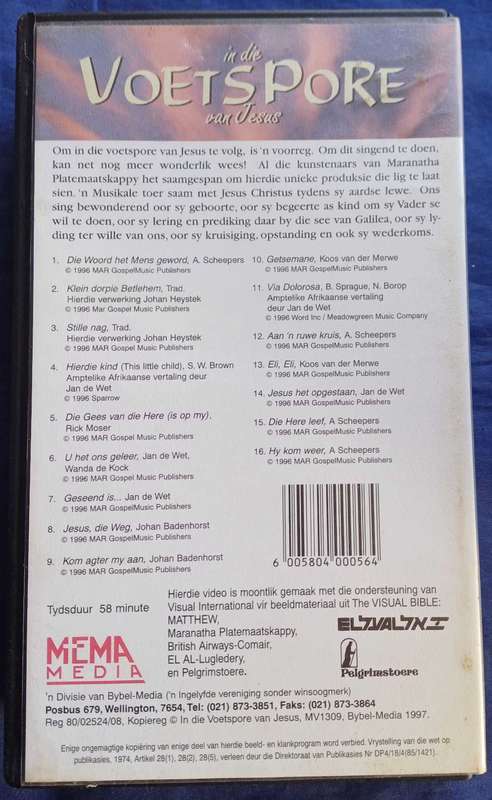 in die
VOETSPORE
van Jesus
Om in die voetspore van Jesus te volg, is 'n voorreg. Om dit singend te doen,
kan net nog meer wonderlik wees! Al die kunstenaars van Maranatha
Platemaatskappy het saamgespan om hierdie unieke produksie die lig te laat
sien. 'n Musikale toer saam met Jesus Christus tydens sy aardse lewe. Ons
sing bewonderend oor sy geboorte, oor sy begeerte as kind om sy Vader se
wil te doen, oor sy lering en prediking daar by die see van Galilea, oor sy ly-
ding ter wille van ons, oor sy kruisiging, opstanding en ook sy wederkoms.
1. Die Woord het Mens geword, A. Scheepers
© 1996 MAR GospelMusic Publishers
2. Klein dorpie Betlehem, Trad.
Hierdie verwerking Johan Heystek
© 1996 Mar Gospel Music Publishers
3. Stille nag, Trad.
Hierdie verwerking Johan Heystek
© 1996 MAR Gospel Music Publishers
4. Hierdie kind (This little child), S. W. Brown
Amptelike Afrikaanse vertaling deur
Jan de Wet
© 1996 Sparrow
5. Die Gees van die Here (is op my),
Rick Moser
© 1996 MAR Gospel Music Publishers
6. U het ons geleer, Jan de Wet,
Wanda de Kock
© 1996 MAR Gospel Music Publishers
7. Geseend is... Jan de Wet
© 1996 MAR GospelMusic Publishers
8. Jesus, die Weg, Johan Badenhorst
© 1996 MAR GospelMusic Publishers
9. Kom agter my aan, Johan Badenhorst
© 1996 MAR GospelMusic Publishers
10. Getsemane, Koos van der Merwe
© 1996 MAR GospelMusic Publishers
11. Via Dolorosa, B. Sprague, N. Borop
Amptelike Afrikaanse vertaling
deur Jan de Wet
© 1996 Word Inc / Meadowgreen Music Company
12. Aan 'n ruwe kruis, A Scheepers
© 1996 MAR GospelMusic Publishers
13. Eli, Eli, Koos van der Merwe
© 1996 MAR GospelMusic Publishers
14. Jesus het opgestaan, Jan de Wet
© 1996 MAR GospelMusic Publishers
15. Die Here leef, A Scheepers
© 1996 MAR GospelMusic Publishers
16. Hy kom weer, A Scheepers
© 1996 MAR GospelMusic Publishers
6 005804 000564
Tydsduur 58 minute
Hierdie video is moontlik gemaak met die ondersteuning van
Visual International vir beeldmateriaal uit The VISUAL BIBLE:
MATTHEW,
Maranatha Platemaatskappy,
British Airways-Comair,
EL AL-Lugledery,
en Pelgrimstoere.
MEMA
MEDIA
EL AL אל על
Pelgrimstoere
'n Divisie van Bybel-Media ('n Ingelyfde vereniging sonder winsoogmerk)
Posbus 679, Wellington, 7654, Tel: (021) 873-3851, Faks: (021) 873-3864
Reg 80/02524/08, Kopiereg © In die Voetspore van Jesus, MV1309, Bybel-Media 1997.
Enige ongemagtige kopiëring van enige deel van hierdie beeld- en klankprogram word verbied. Vrystelling van die wet op
publikasies, 1974, Artikel 28(1), 28(2), 28(5), verleen deur die Direktoraat van Publikasies Nr DP4/18/4(85/1421).